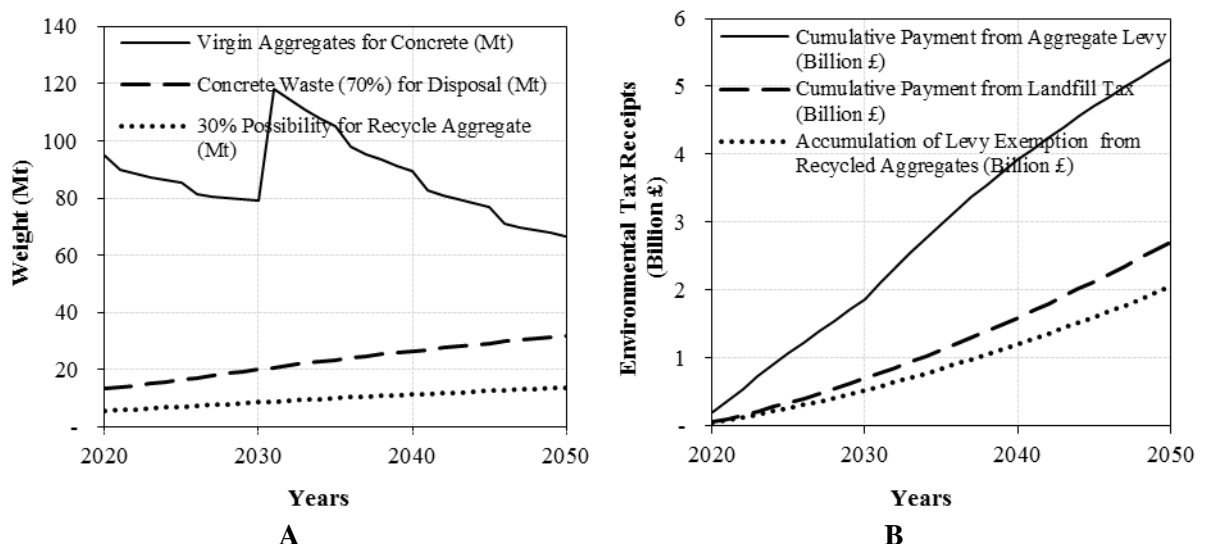 140
120
100
80
60
40
20
-
Weight (Mt)
Virgin Aggregates for Concrete (Mt)
Concrete Waste (70%) for Disposal (Mt)
30% Possibility for Recycle Aggregate
(Mt)
2020 2030 2040 2050
Years
A
6
5
4
3
2
1
-
Environmental Tax Receipts
(Billion £)
Cumulative Payment from Aggregate Levy
(Billion £)
Cumulative Payment from Landfill Tax
(Billion £)
Accumulation of Levy Exemption from
Recycled Aggregates (Billion £)
2020 2030 2040 2050
Years
B